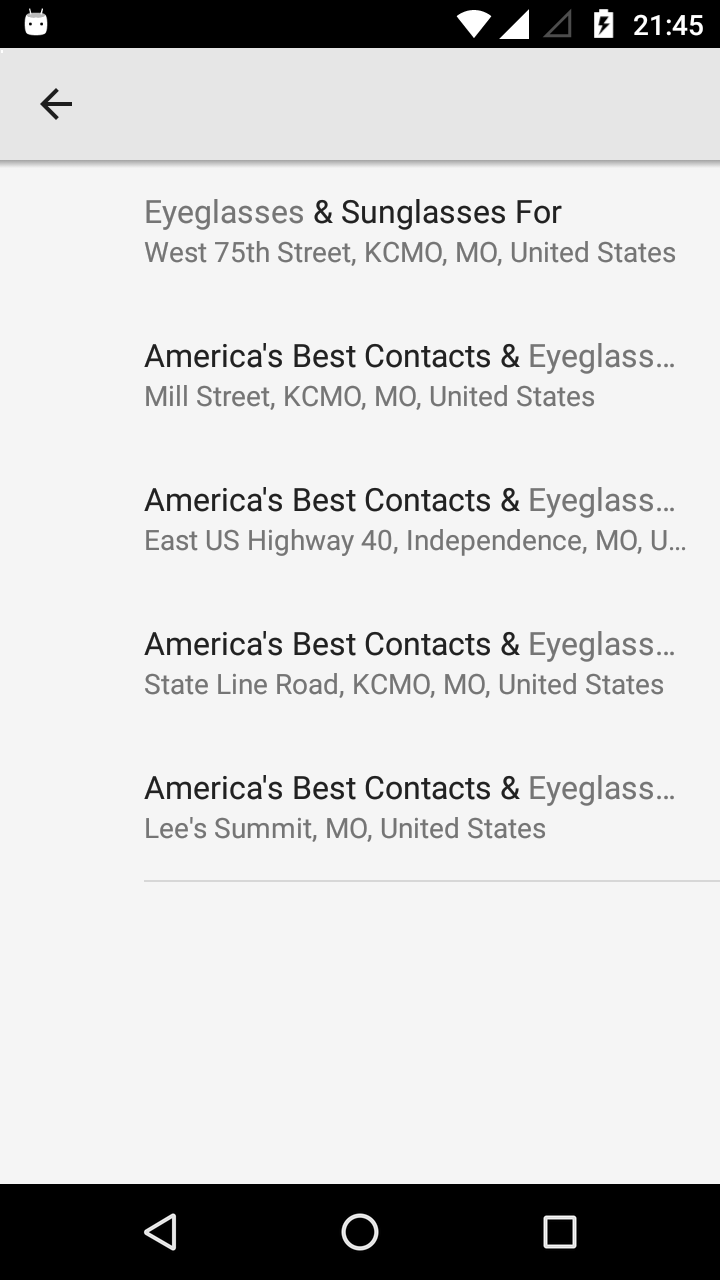 21:45
Eyeglasses & Sunglasses For
West 75th Street, KCMO, MO, United States
America's Best Contacts & Eyeglass…
Mill Street, KCMO, MO, United States
America's Best Contacts & Eyeglass…
East US Highway 40, Independence, MO, U…
America's Best Contacts & Eyeglass…
State Line Road, KCMO, MO, United States
America's Best Contacts & Eyeglass…
Lee's Summit, MO, United States